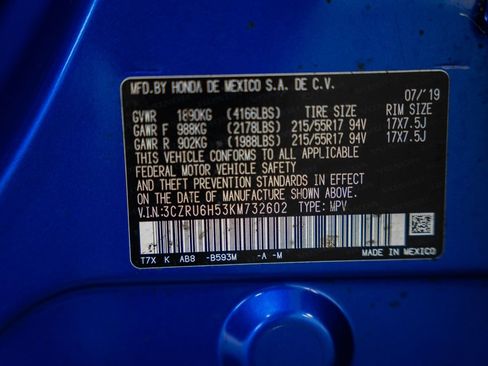 MFD.BY HONDA DE MEXICO S.A. DE C.V.
07/'19
GVWR 1890KG (4166LBS) TIRE SIZE RIM SIZE
GAWR F 988KG (2178LBS) 215/55R17 94V 17X7.5J
GAWR R 902KG (1988LBS) 215/55R17 94V 17X7.5J
THIS VEHICLE CONFORMS TO ALL APPLICABLE
FEDERAL MOTOR VEHICLE SAFETY
AND THEFT PREVENTION STANDARDS IN EFFECT
ON THE DATE OF MANUFACTURE SHOWN ABOVE.
V.I.N:3CZRU6H53KM732602 TYPE: MPV
T7X K AB8 -B593M -A -M
MADE IN MEXICO